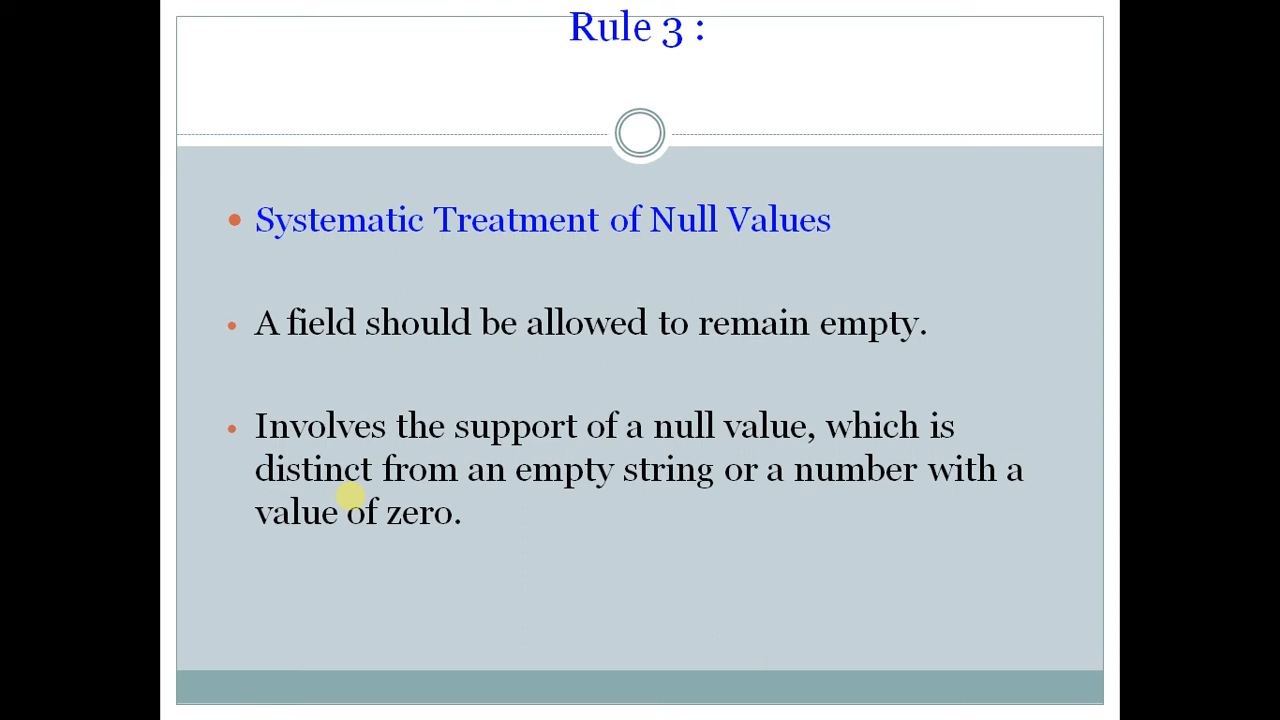 Rule 3 :
Systematic Treatment of Null Values
A field should be allowed to remain empty.
Involves the support of a null value, which is
distinct from an empty string or a number with a
value of zero.